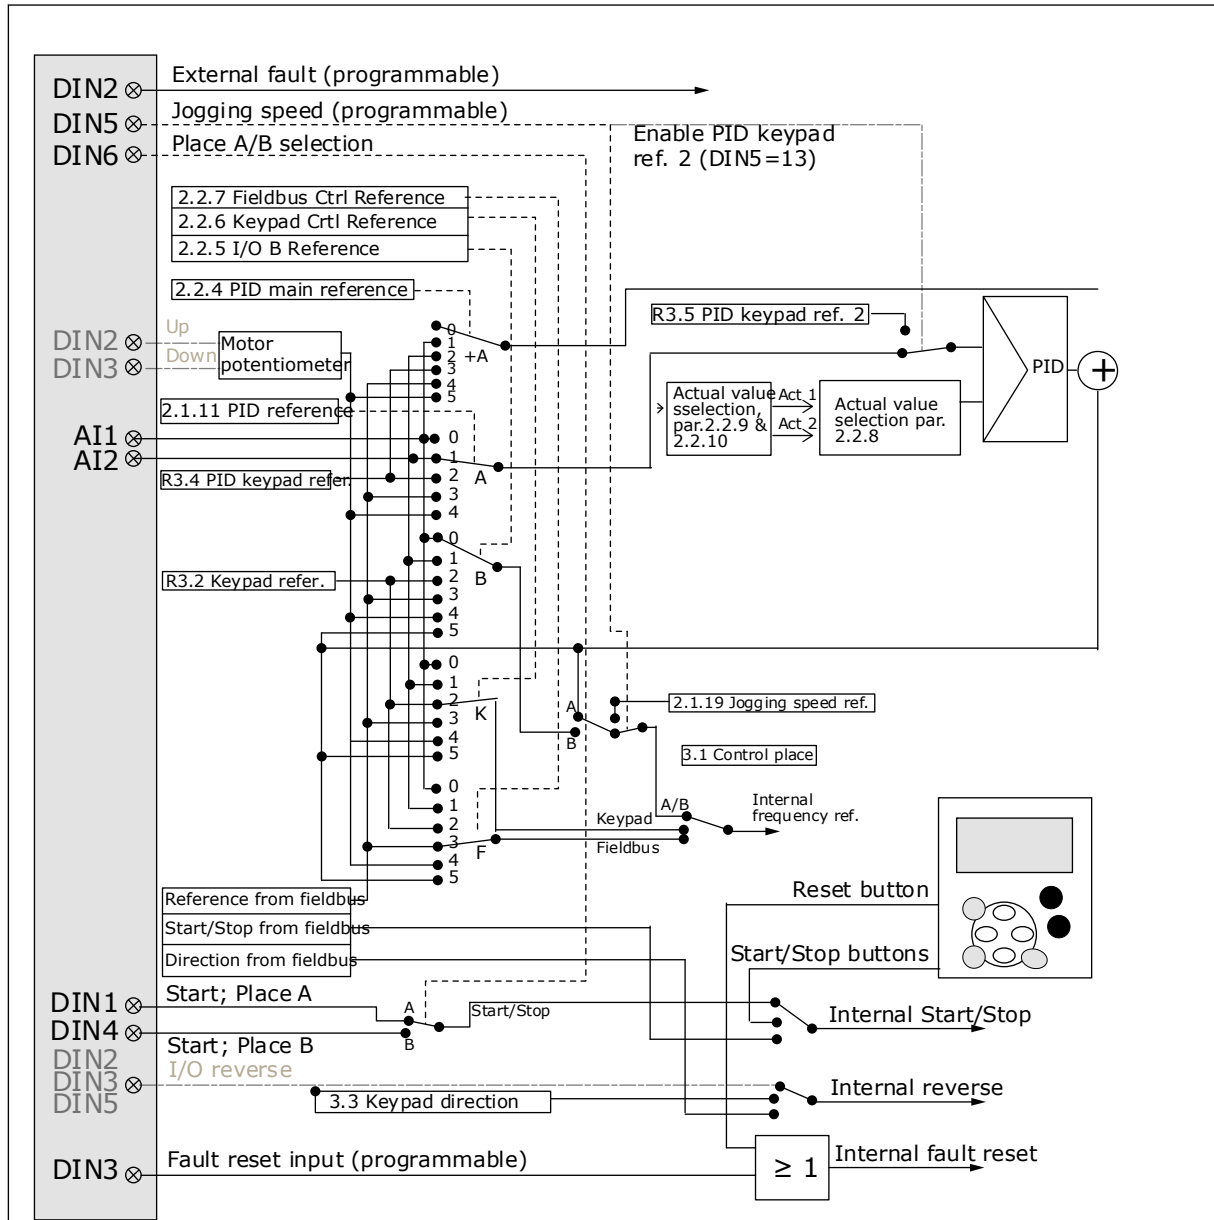 DIN2
External fault (programmable)
DIN5
Jogging speed (programmable)
DIN6
Place A/B selection
Enable PID keypad
ref. 2 (DIN5=13)
2.2.7 Fieldbus Ctrl Reference
2.2.6 Keypad Crtl Reference
2.2.5 I/O B Reference
2.2.4 PID main reference
R3.5 PID keypad ref. 2
DIN2
Up
DIN3
Down
Motor
potentiometer
0
1
2
3
4
5
+A
PID
+
Actual value
sselection,
par.2.2.9 &
2.2.10
Act 1
Act 2
Actual value
selection par.
2.2.8
2.1.11 PID reference
AI1
AI2
R3.4 PID keypad refer.
0
1
2
3
4
A
R3.2 Keypad refer.
0
1
2
3
4
5
B
0
1
2
3
4
5
K
A
B
2.1.19 Jogging speed ref.
3.1 Control place
0
1
2
3
4
5
F
A/B
Keypad
Fieldbus
Internal
frequency ref.
Reference from fieldbus
Start/Stop from fieldbus
Direction from fieldbus
Reset button
Start/Stop buttons
DIN1
Start; Place A
DIN4
Start; Place B
A
B
Start/Stop
Internal Start/Stop
DIN2
DIN3
DIN5
I/O reverse
3.3 Keypad direction
Internal reverse
DIN3
Fault reset input (programmable)
≥ 1
Internal fault reset